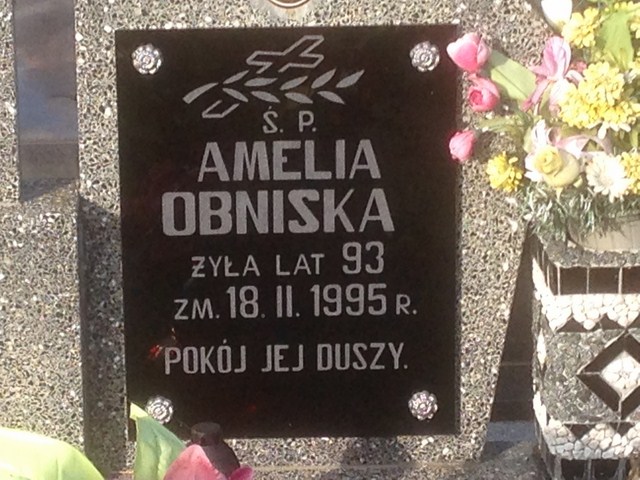 Ś. P.
AMELIA
OBNISKA
ŻYŁA LAT 93
ZM. 18. II. 1995 R.
POKÓJ JEJ DUSZY.